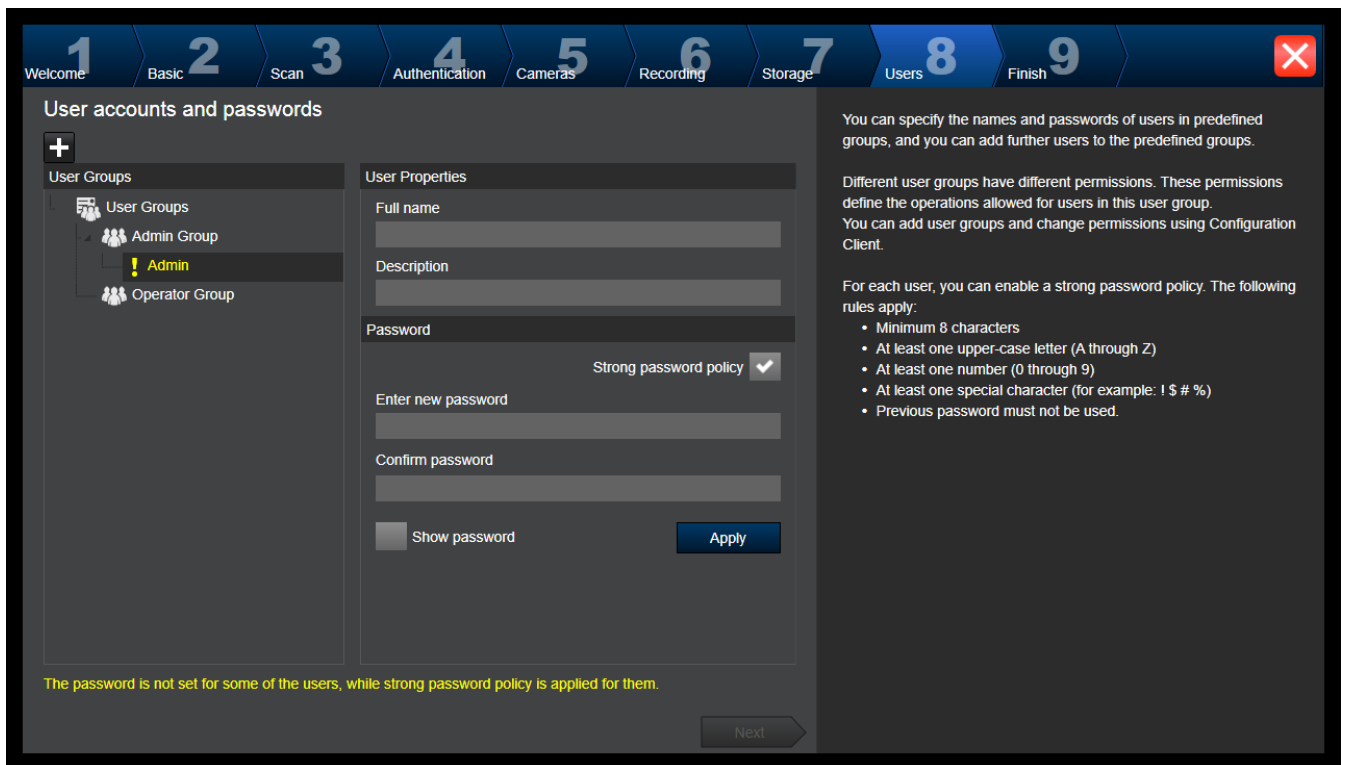 1 Welcome
2 Basic
3 Scan
4 Authentication
5 Cameras
6 Recording
7 Storage
8 Users
9 Finish
User accounts and passwords
User Groups
User Groups
Admin Group
Admin
Operator Group
User Properties
Full name
Description
Password
Strong password policy
Enter new password
Confirm password
Show password
Apply
The password is not set for some of the users, while strong password policy is applied for them.
Next
You can specify the names and passwords of users in predefined
groups, and you can add further users to the predefined groups.
Different user groups have different permissions. These permissions
define the operations allowed for users in this user group.
You can add user groups and change permissions using Configuration
Client.
For each user, you can enable a strong password policy. The following
rules apply:
• Minimum 8 characters
• At least one upper-case letter (A through Z)
• At least one number (0 through 9)
• At least one special character (for example: ! $ # %)
• Previous password must not be used.